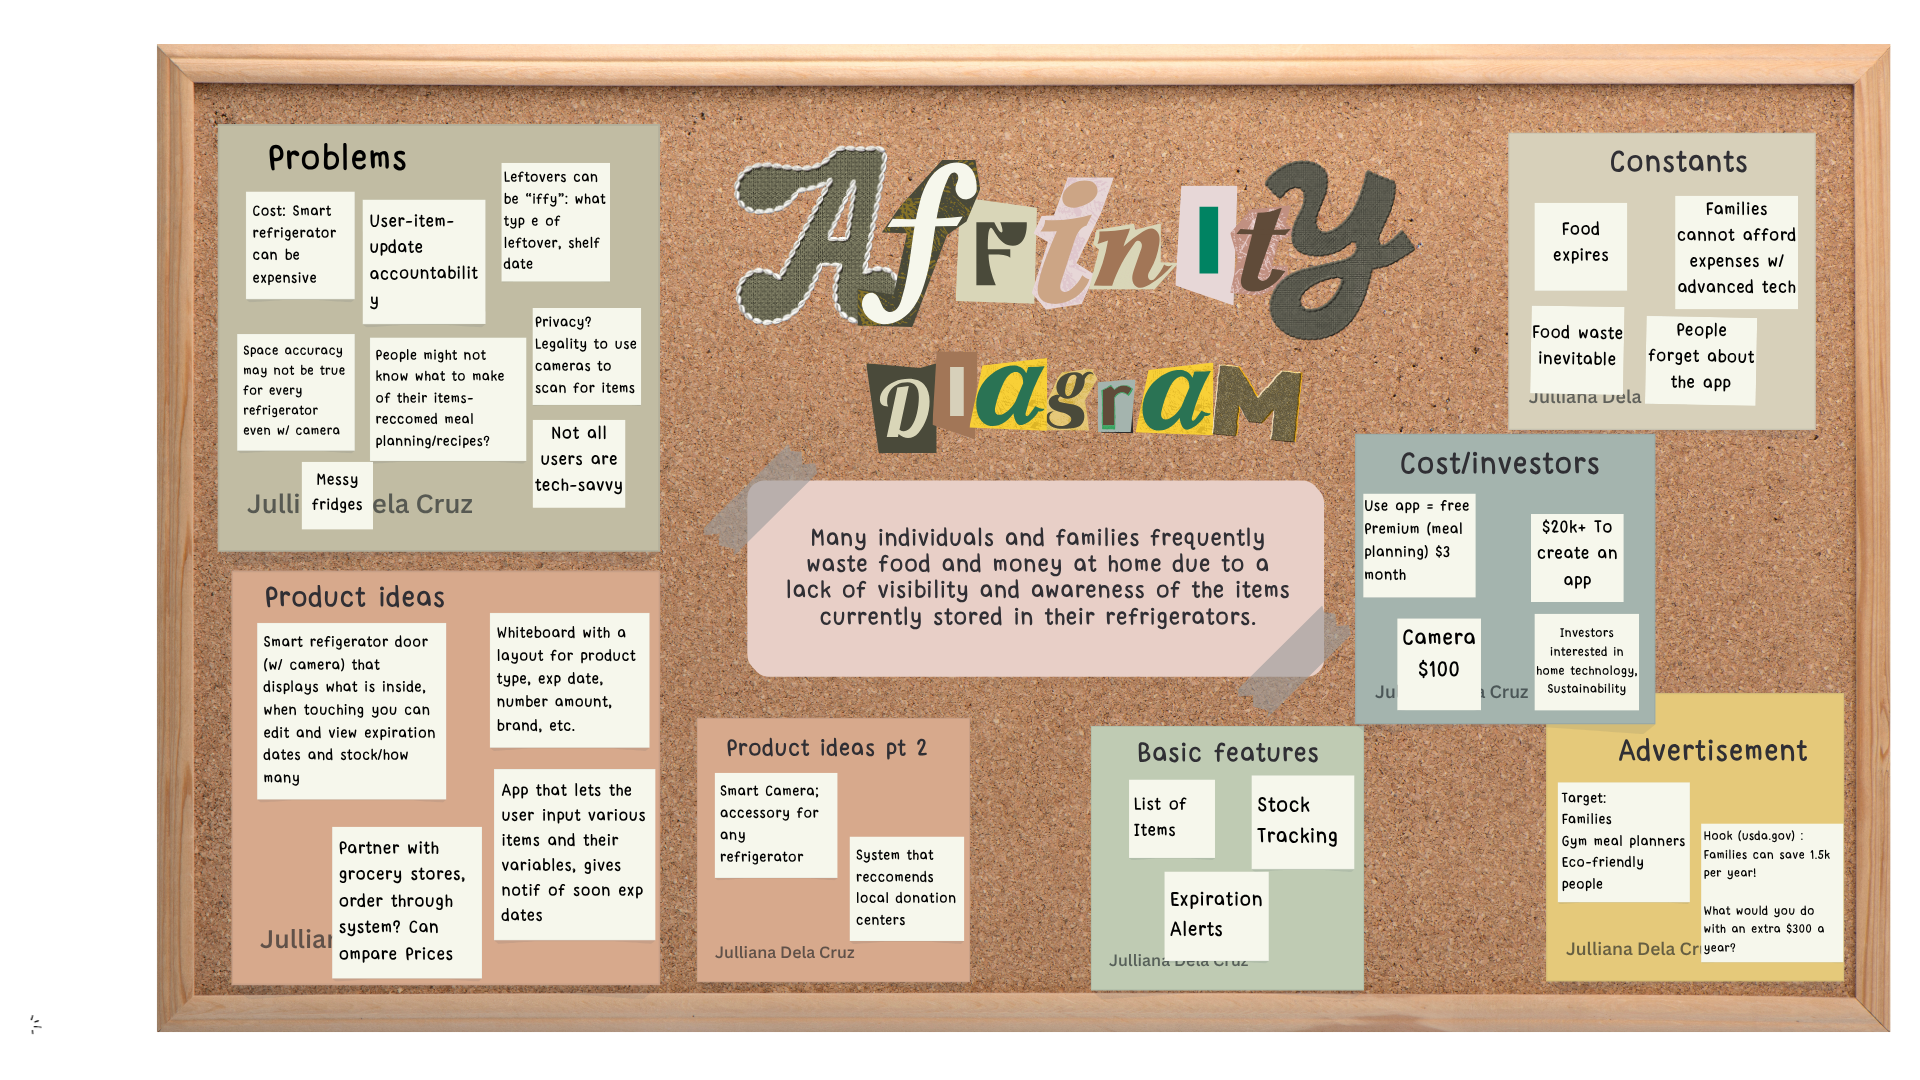 Affinity
Diagram
Many individuals and families frequently
waste food and money at home due to a
lack of visibility and awareness of the items
currently stored in their refrigerators.
Problems
Cost: Smart
refrigerator
can be
expensive
User-item-
update
accountabilit
y
Leftovers can
be “iffy”: what
typ e of
leftover, shelf
date
Space accuracy
may not be true
for every
refrigerator
even w/ camera
People might not
know what to make
of their items-
reccomed meal
planning/recipes?
Privacy?
Legality to use
cameras to
scan for items
Not all
users are
tech-savvy
Messy
fridges
Julli ela Cruz
Product ideas
Smart refigerator door
(w/ camera) that
displays what is inside,
when touching you can
edit and view expiration
dates and stock/how
many
Whiteboard with a
layout for product
type, exp date,
number amount,
brand, etc.
Partner with
grocery stores,
order through
system? Can
ompare Prices
App that lets the
user input various
items and their
variables, gives
notif of soon exp
dates
Jullian
Product ideas pt 2
Smart Camera;
accessory for
any
refrigerator
System that
reccomends
local donation
centers
Julliana Dela Cruz
Basic features
List of
Items
Stock
Tracking
Expiration
Alerts
Julliana Dela Cruz
Constants
Food
expires
Families
cannot afford
expenses w/
advanced tech
Food waste
inevitable
People
forget about
the app
Julliana Dela
Cost/investors
Use app = free
Premium (meal
planning) $3
month
$20k+ To
create an
app
Camera
$100
Investors
interested in
home technology,
Sustainability
Ju a Cruz
Advertisement
Target:
Families
Gym meal planners
Eco-friendly
people
Hook (usda.gov) :
Families can save 1.5k
per year!
What would you do
with an extra $300 a
year?
Julliana Dela Cr